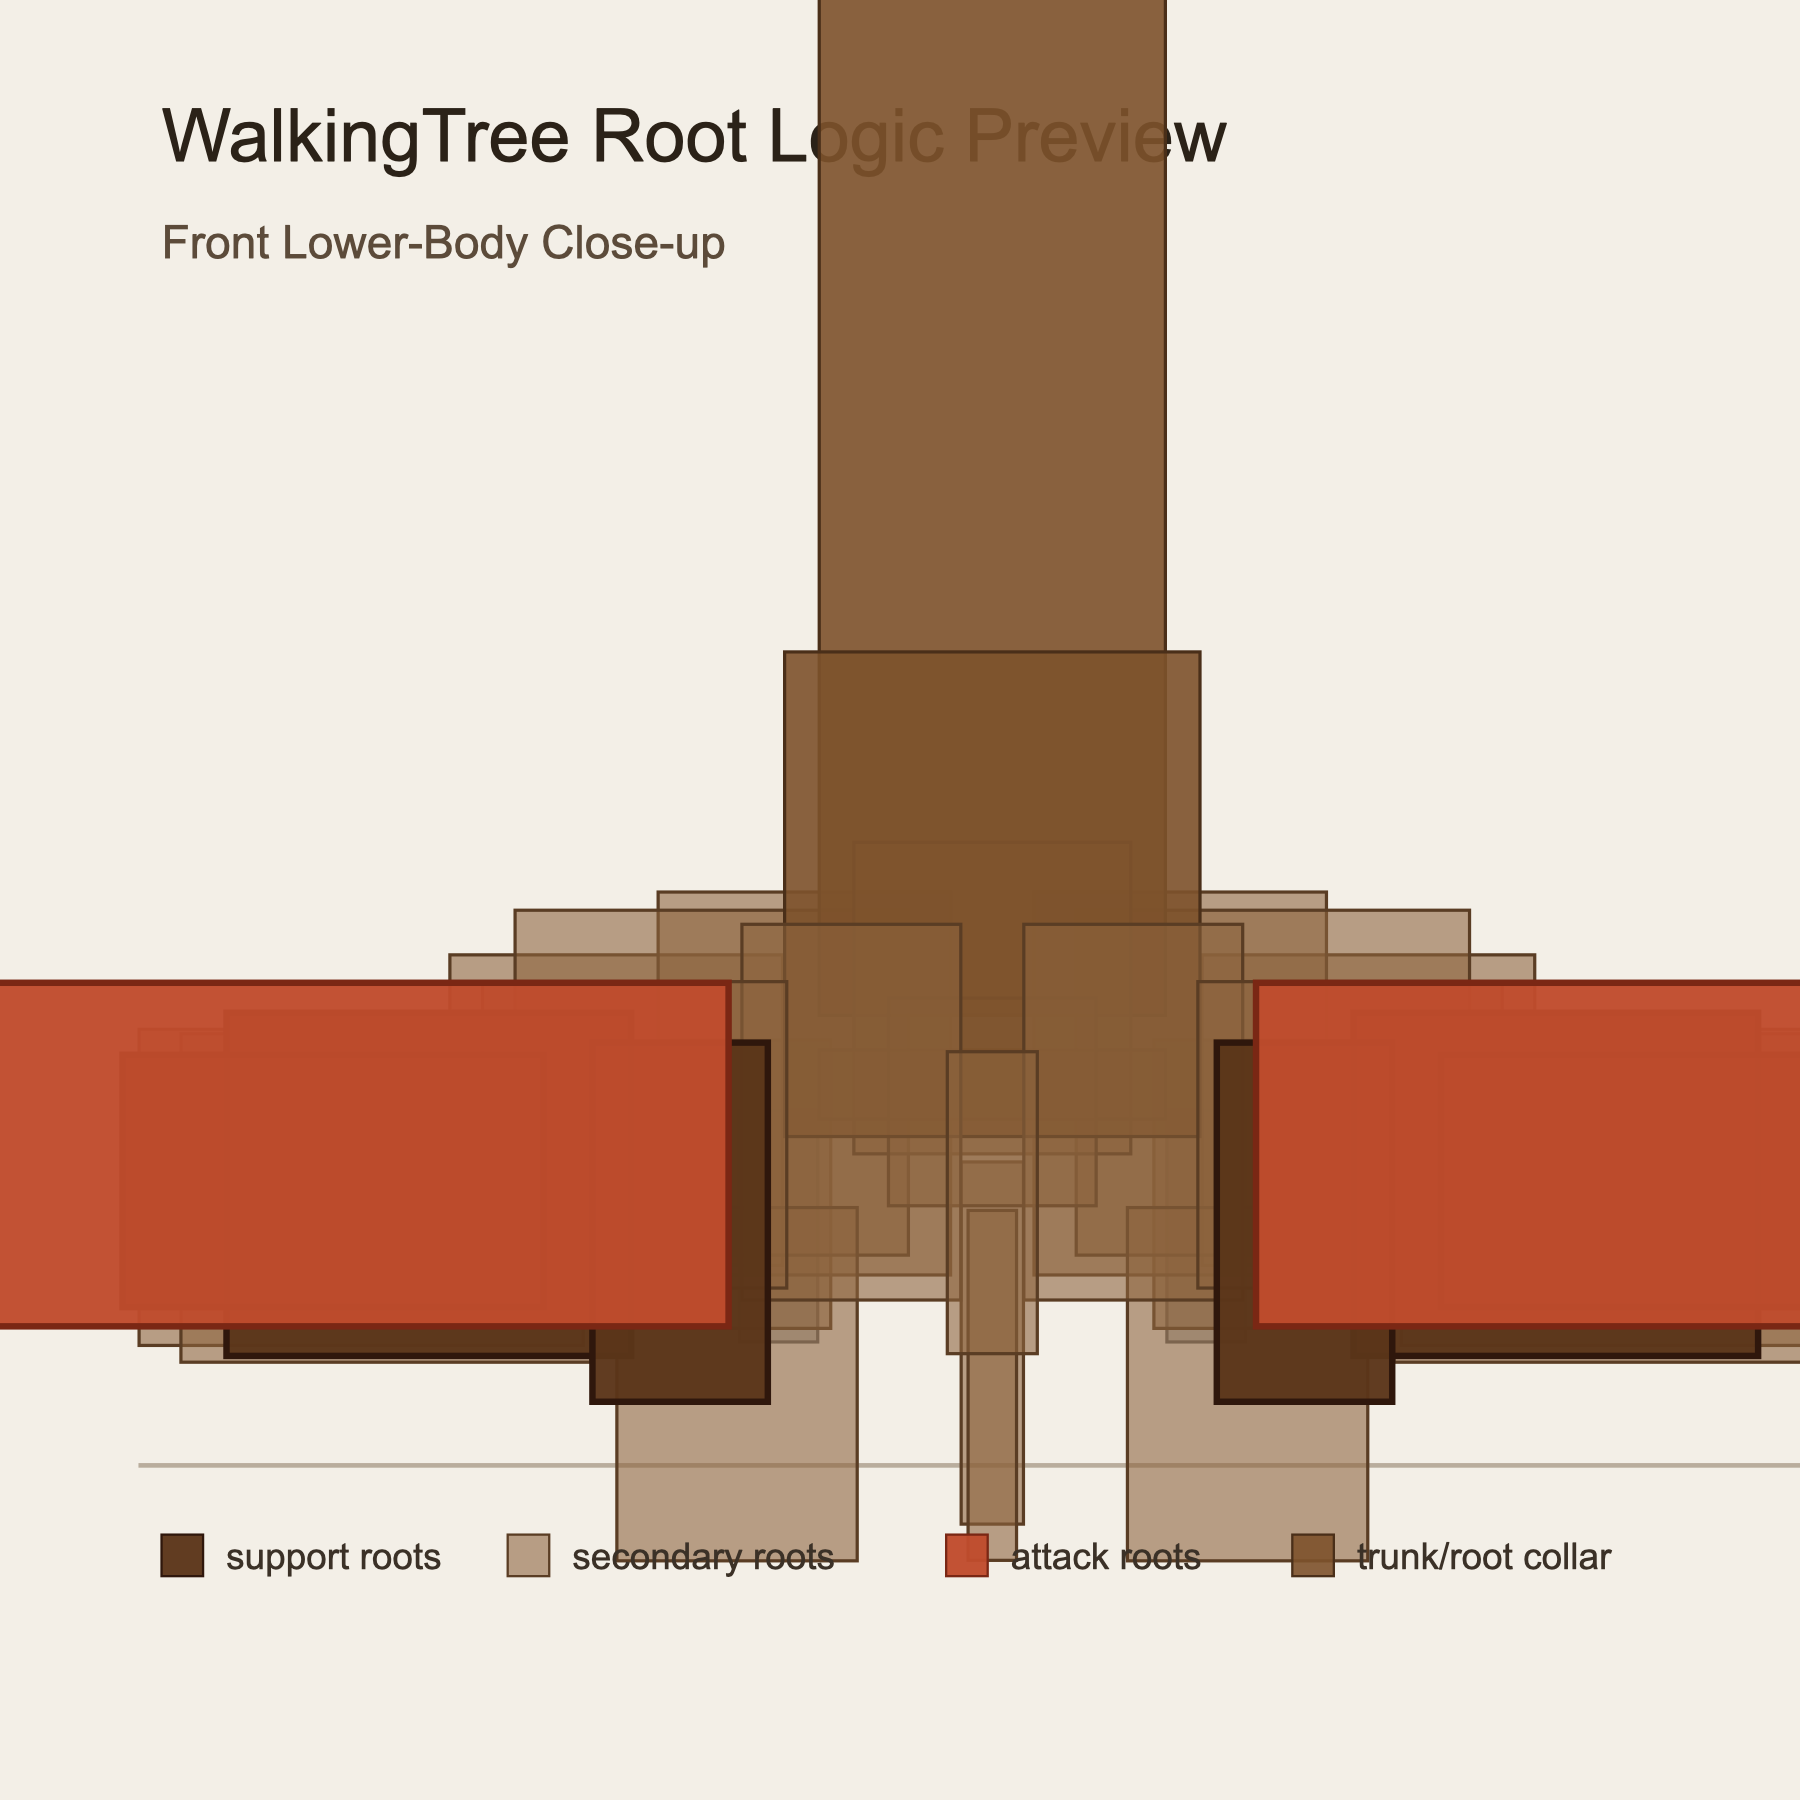 WalkingTree Root Logic Preview
Front Lower-Body Close-up
support roots
secondary roots
attack roots
trunk/root collar